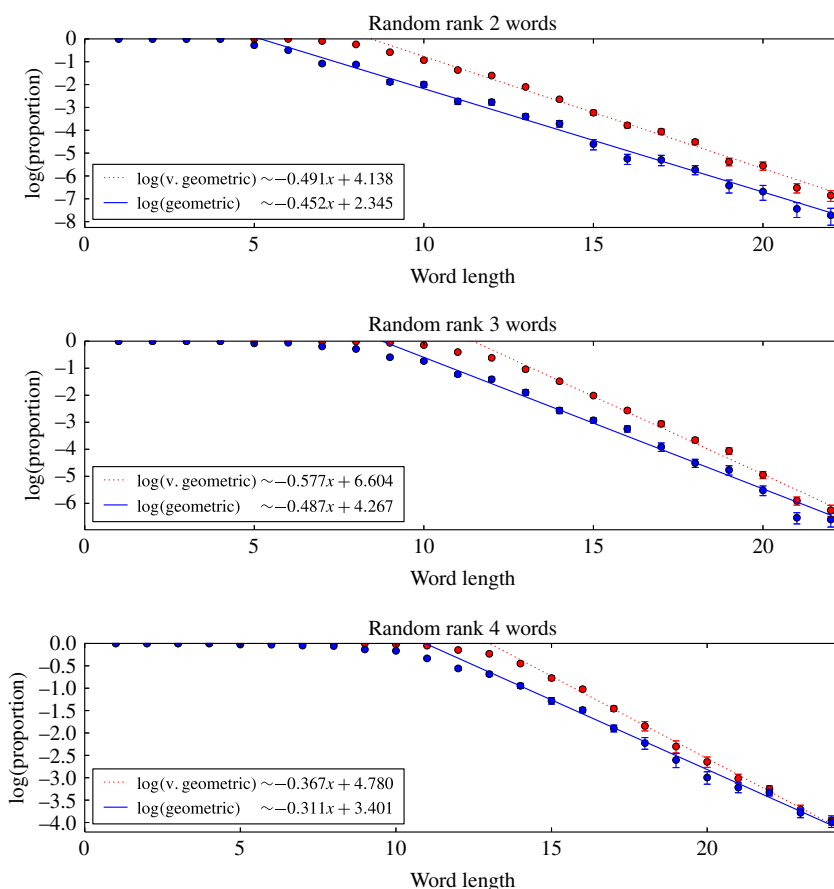 Random rank 2 words
0
−1
−2
−3
−4
−5
−6
−7
−8
log(proportion)
log(v. geometric) ∼−0.491x + 4.138
log(geometric) ∼−0.452x + 2.345
0 5 10 15 20
Word length
Random rank 3 words
0
−1
−2
−3
−4
−5
−6
log(proportion)
log(v. geometric) ∼−0.577x + 6.604
log(geometric) ∼−0.487x + 4.267
0 5 10 15 20
Word length
Random rank 4 words
0.0
−0.5
−1.0
−1.5
−2.0
−2.5
−3.0
−3.5
−4.0
log(proportion)
log(v. geometric) ∼−0.367x + 4.780
log(geometric) ∼−0.311x + 3.401
0 5 10 15 20
Word length